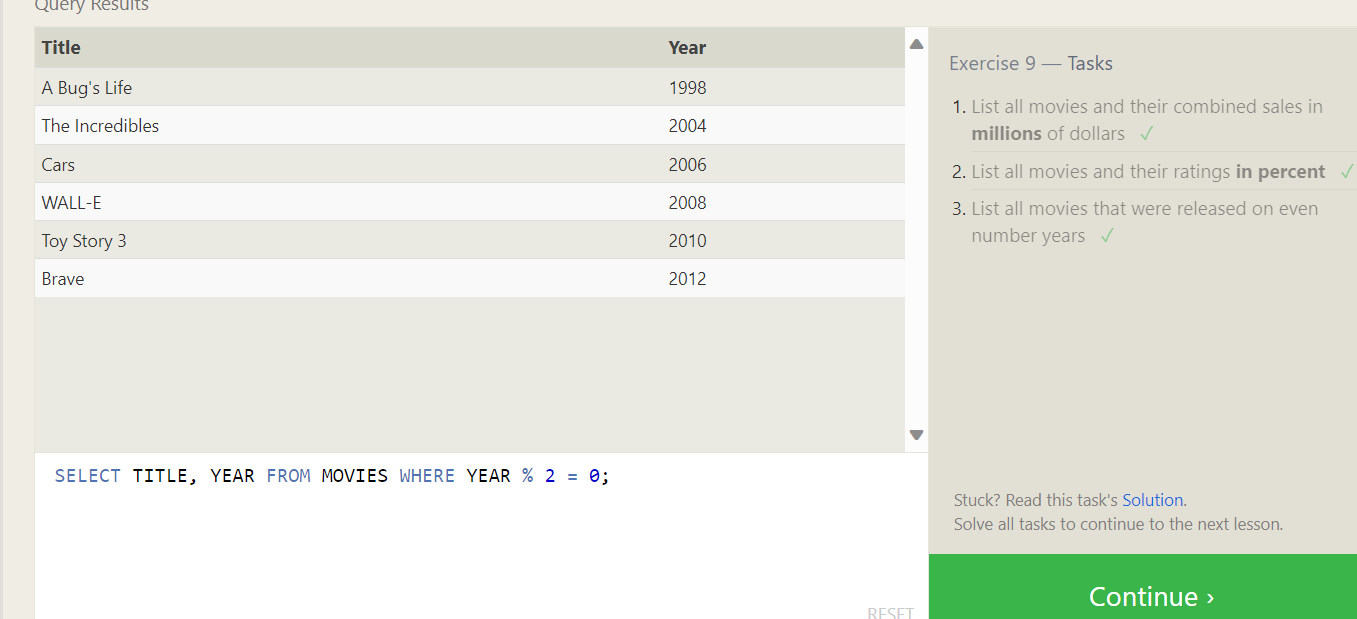 Query Results
Title Year
A Bug's Life 1998
The Incredibles 2004
Cars 2006
WALL-E 2008
Toy Story 3 2010
Brave 2012
SELECT TITLE, YEAR FROM MOVIES WHERE YEAR % 2 = 0;
RESET
Exercise 9 — Tasks
1. List all movies and their combined sales in
millions of dollars ✓
2. List all movies and their ratings in percent ✓
3. List all movies that were released on even
number years ✓
Stuck? Read this task's Solution.
Solve all tasks to continue to the next lesson.
Continue ›